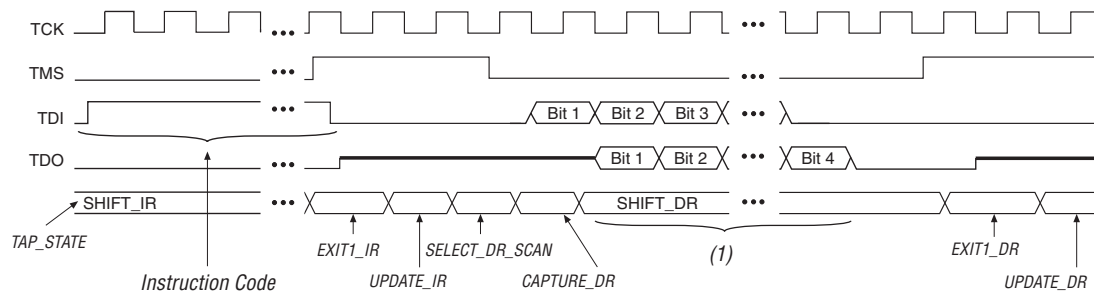 TCK
•••
•••
TMS
•••
•••
TDI
•••
Bit 1
Bit 2
Bit 3
•••
TDO
•••
Bit 1
Bit 2
•••
Bit 4
SHIFT_IR
•••
SHIFT_DR
•••
TAP_STATE
EXIT1_IR
SELECT_DR_SCAN
(1)
EXIT1_DR
Instruction Code
UPDATE_IR
CAPTURE_DR
UPDATE_DR